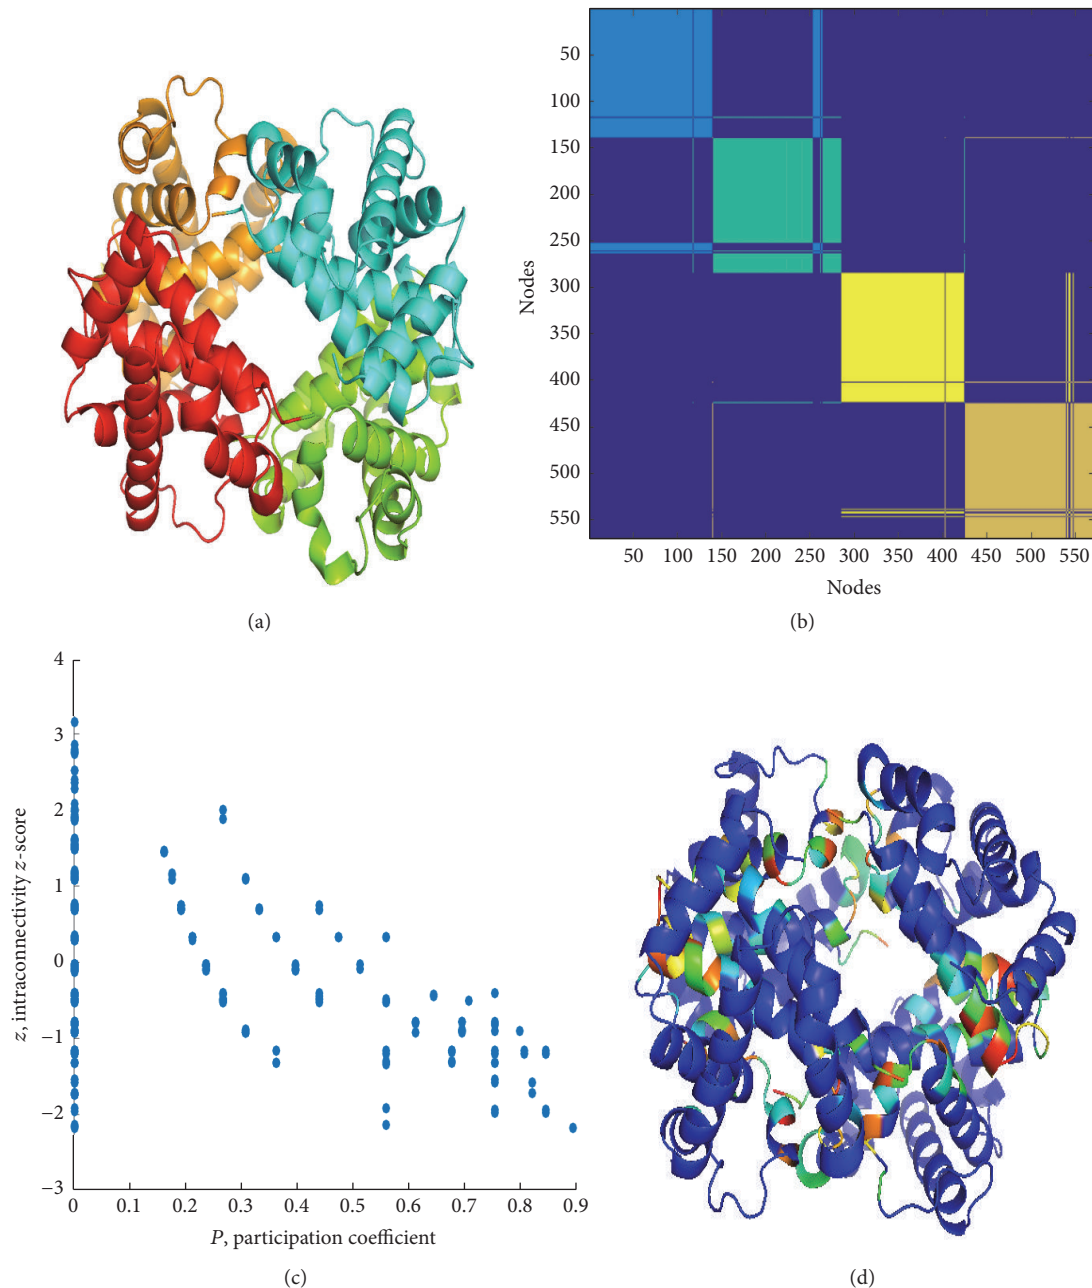 50
100
150
200
250
300
350
400
450
500
550
Nodes
50 100 150 200 250 300 350 400 450 500 550
Nodes
(a)
(b)
4
3
2
1
0
−1
−2
−3
z, intraconnectivity z-score
0 0.1 0.2 0.3 0.4 0.5 0.6 0.7 0.8 0.9
P, participation coefficient
(c)
(d)